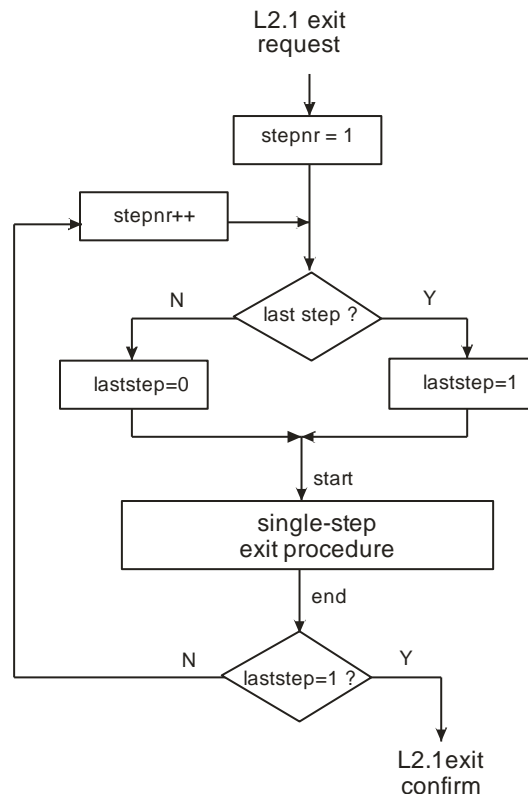 L2.1 exit
request
stepnr = 1
stepnr++
N
last step ?
Y
laststep=0
laststep=1
start
single-step
exit procedure
end
N
laststep=1 ?
Y
L2.1exit
confirm